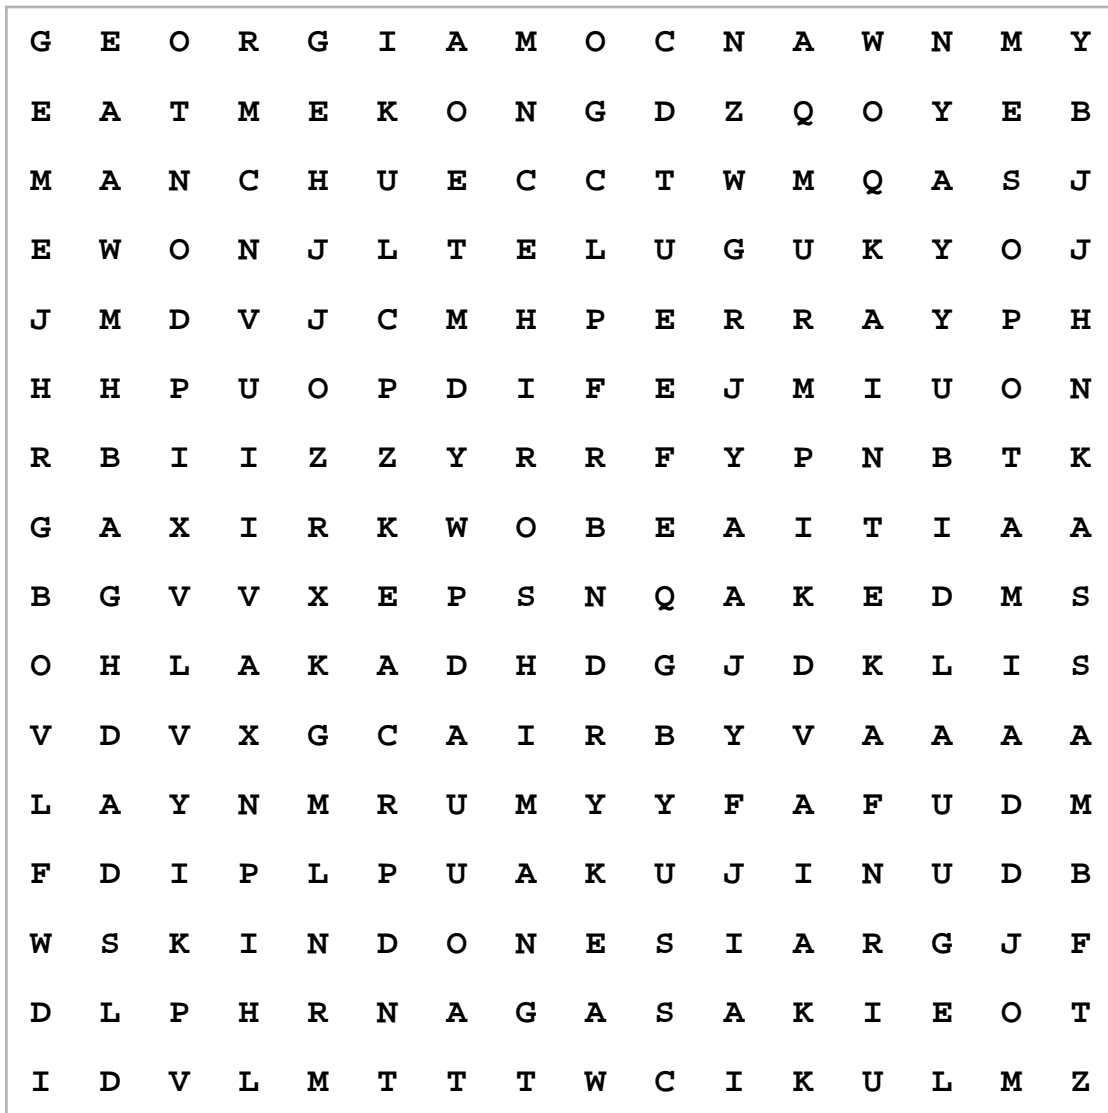 G E O R G I A M O C N A W N M Y
E A T M E K O N G D Z Q O Y E B
M A N C H U E C C T W M Q A S J
E W O N J L T E L U G U K Y O J
J M D V J C M H P E R R A Y P H
H H P U O P D I F E J M I U O N
R B I I Z Z Y R R F Y P N B T K
G A X I R K W O B E A I T I A A
B G V V X E P S N Q A K E D M S
O H L A K A D H D G J D K L I S
V D V X G C A I R B Y V A A A A
L A Y N M R U M Y Y F A F U D M
F D I P L P U A K U J I N U D B
W S K I N D O N E S I A R G J F
D L P H R N A G A S A K I E O T
I D V L M T T T W C I K U L M Z